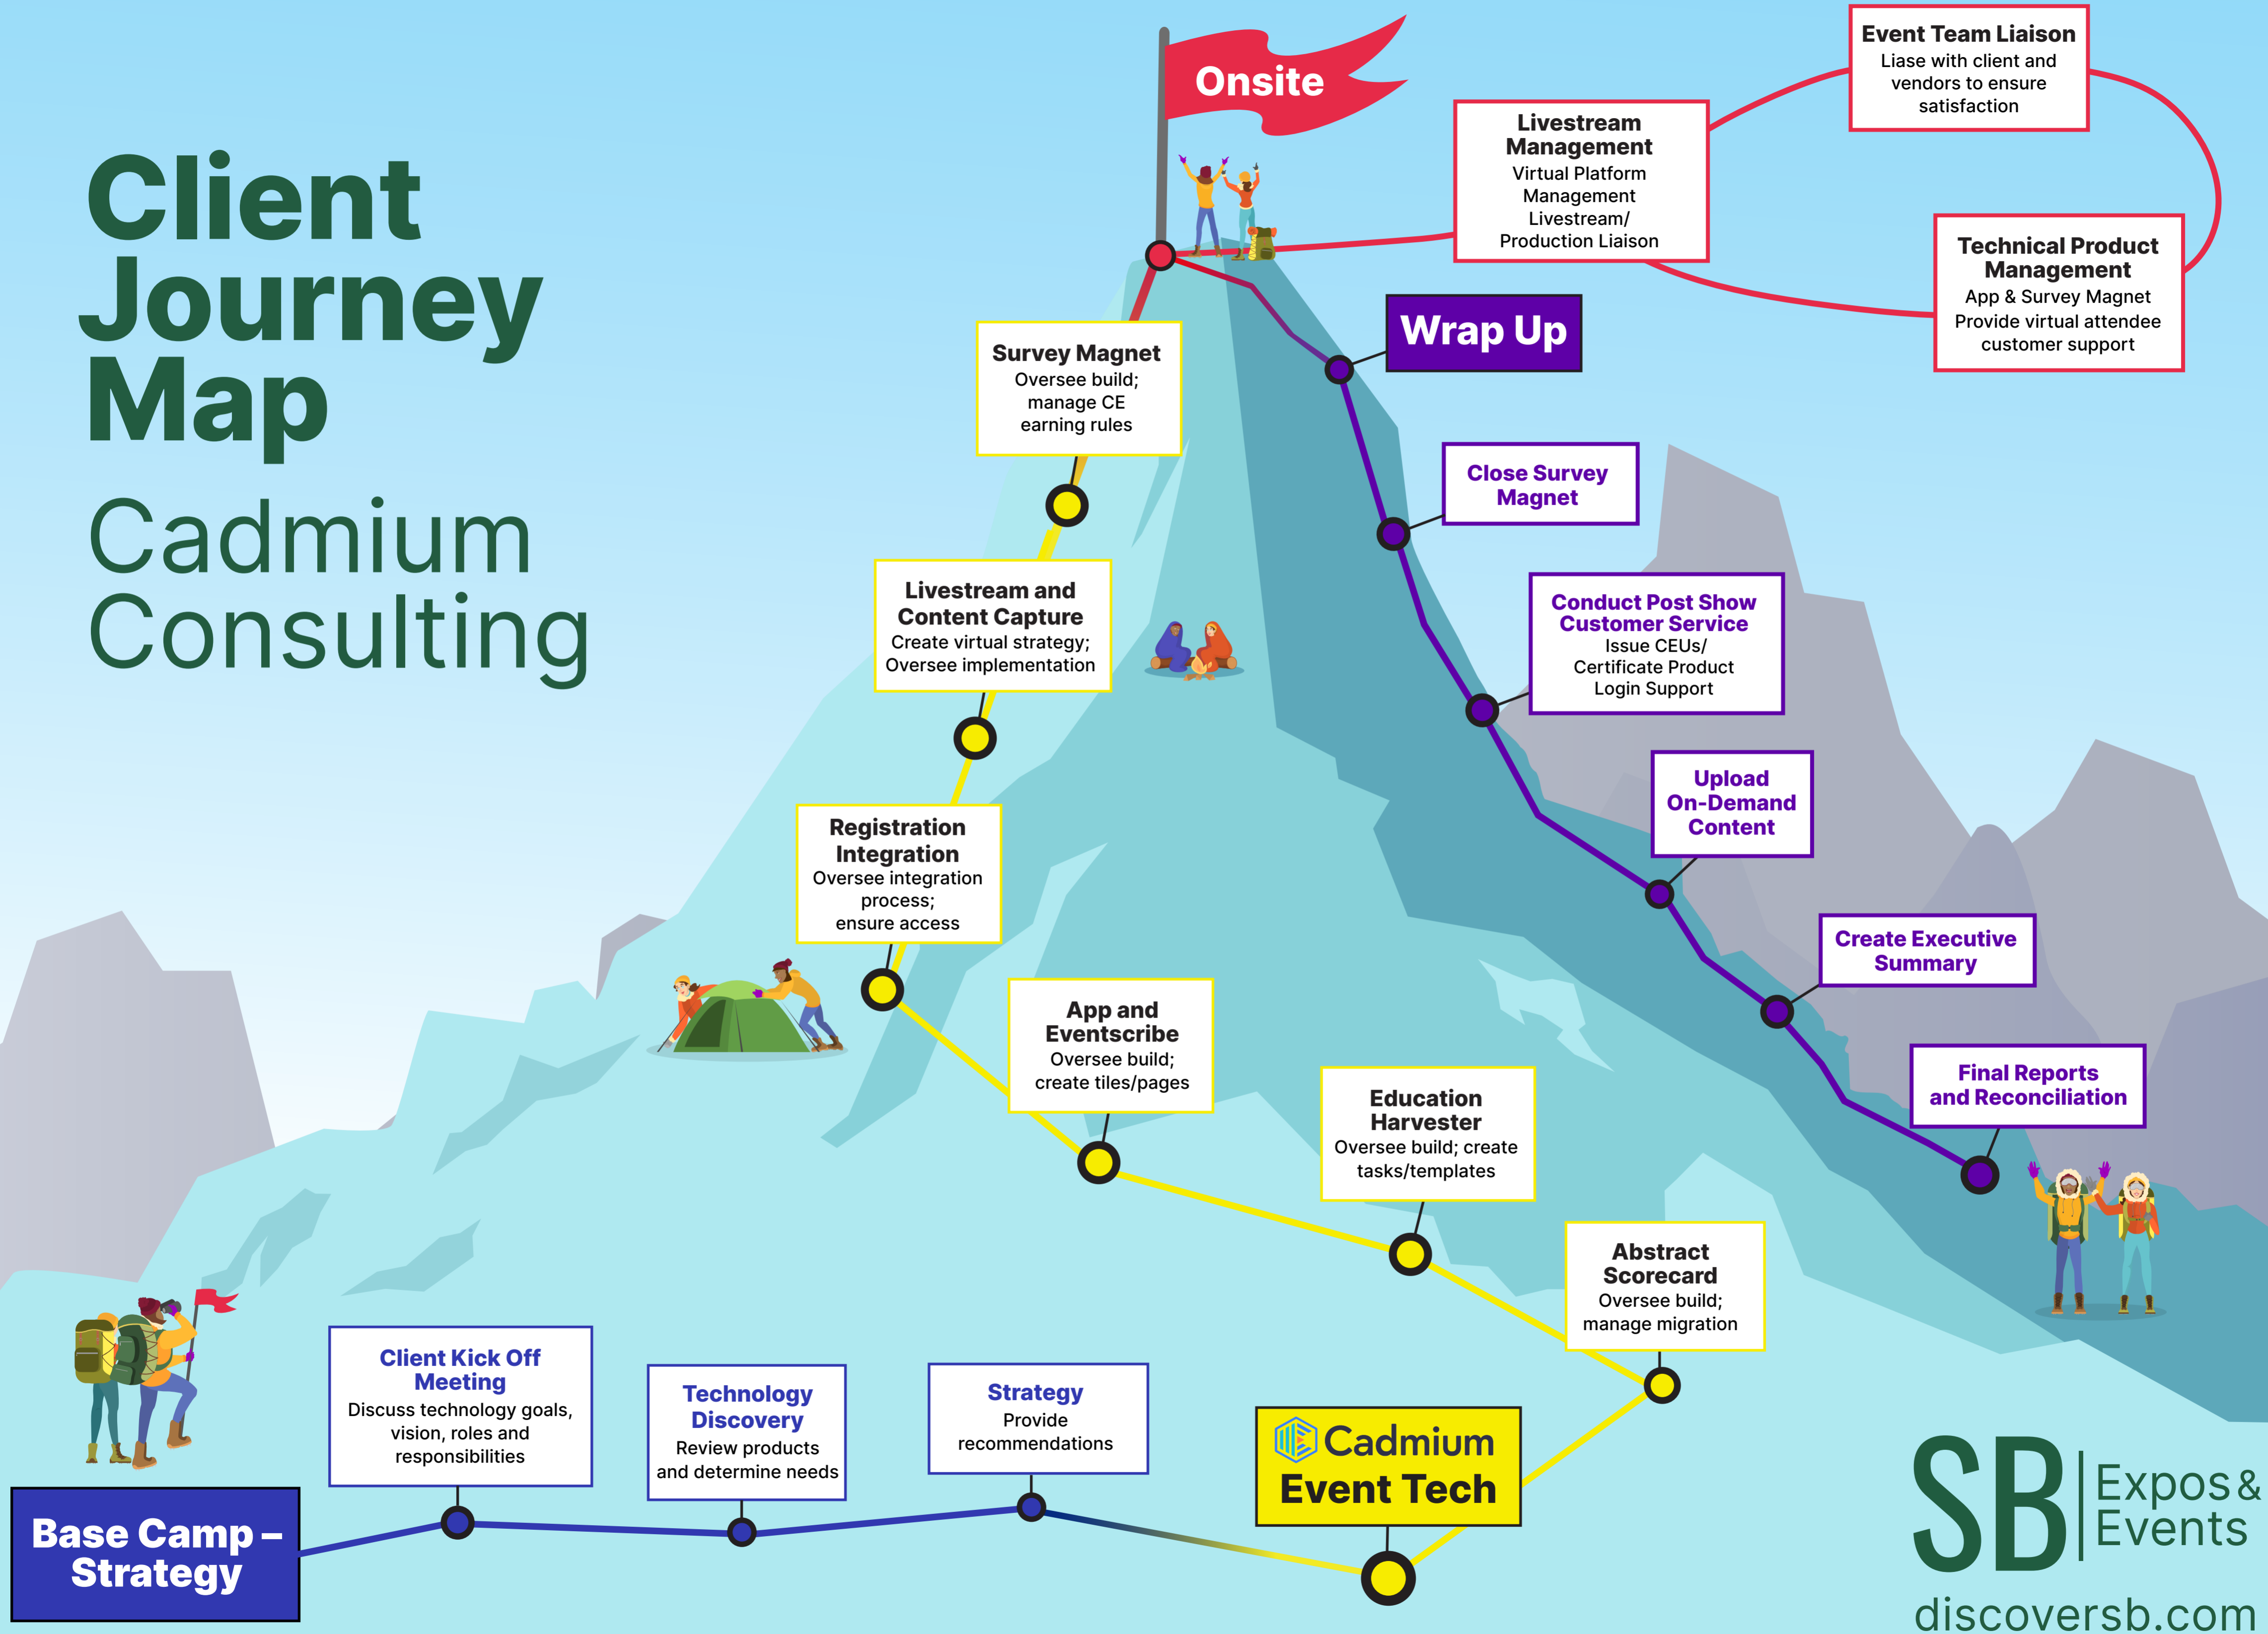 Client
Journey
Map
Cadmium
Consulting
Base Camp –
Strategy
Client Kick Off
Meeting
Discuss technology goals,
vision, roles and
responsibilities
Technology
Discovery
Review products
and determine needs
Strategy
Provide
recommendations
Cadmium
Event Tech
Abstract
Scorecard
Oversee build;
manage migration
Education
Harvester
Oversee build; create
tasks/templates
App and
Eventscribe
Oversee build;
create tiles/pages
Registration
Integration
Oversee integration
process;
ensure access
Livestream and
Content Capture
Create virtual strategy;
Oversee implementation
Survey Magnet
Oversee build;
manage CE
earning rules
Onsite
Livestream
Management
Virtual Platform
Management
Livestream/
Production Liaison
Event Team Liaison
Liase with client and
vendors to ensure
satisfaction
Technical Product
Management
App & Survey Magnet
Provide virtual attendee
customer support
Wrap Up
Close Survey
Magnet
Conduct Post Show
Customer Service
Issue CEUs/
Certificate Product
Login Support
Upload
On-Demand
Content
Create Executive
Summary
Final Reports
and Reconciliation
SB
Expos &
Events
discoversb.com